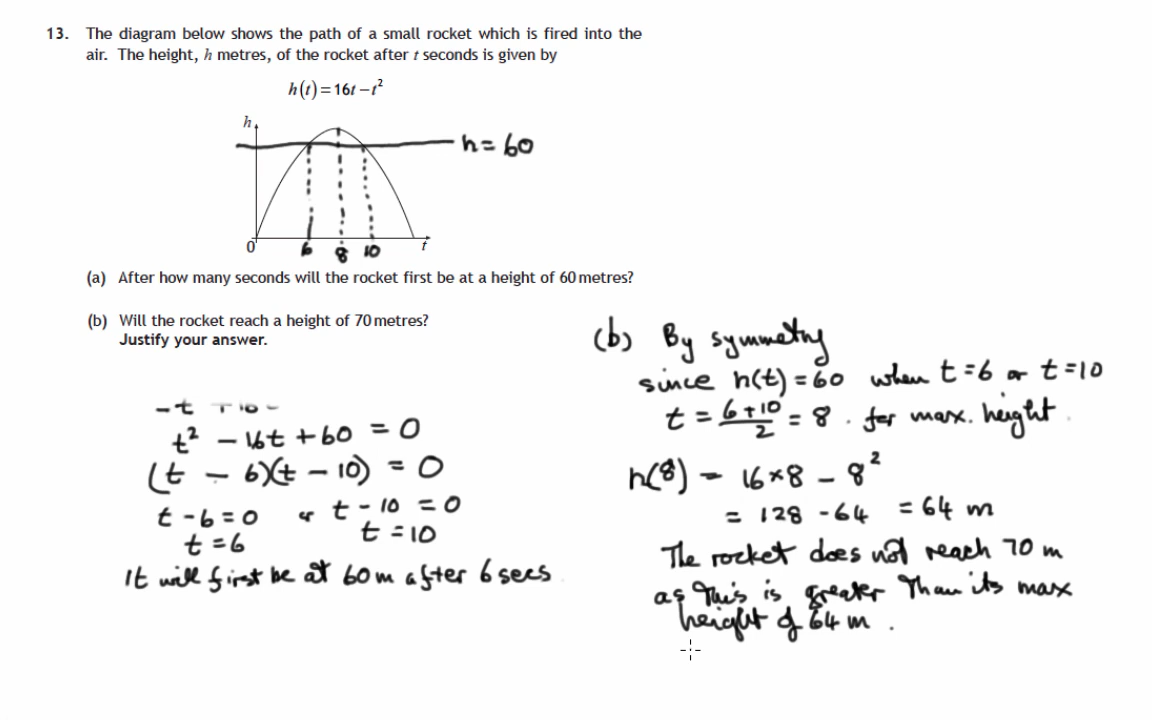 13. The diagram below shows the path of a small rocket which is fired into the
air. The height, h metres, of the rocket after t seconds is given by
h(t)=16t−t²
h
h=60
0
6
8
10
t
(a) After how many seconds will the rocket first be at a height of 60 metres?
(b) Will the rocket reach a height of 70 metres?
Justify your answer.
t² − 16t + 60 = 0
(t − 6)(t − 10) = 0
t − 6 = 0 or t − 10 = 0
t = 6 t = 10
It will first be at 60m after 6 secs
(b) By symmetry
since h(t) = 60 when t = 6 or t = 10
t = (6+10)/2 = 8. for max. height.
h(8) = 16×8 − 8²
= 128 − 64 = 64 m
The rocket does not reach 70 m
as this is greater than its max
height of 64 m.